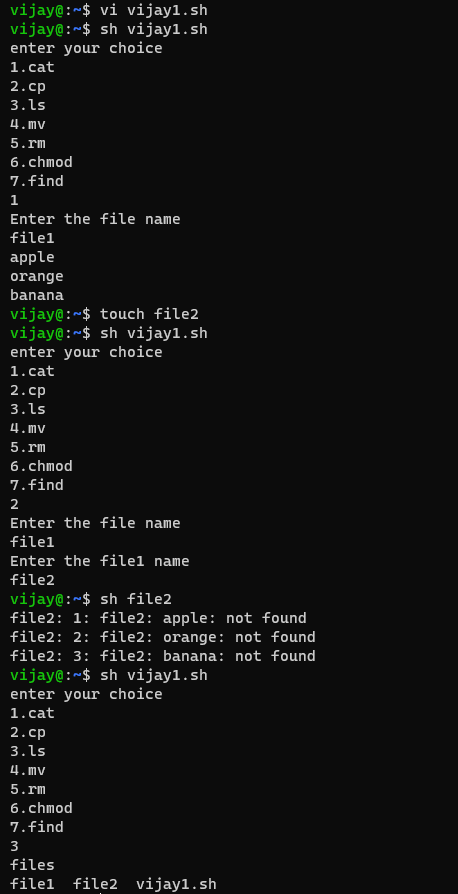 vijay@:~$ vi vijay1.sh
vijay@:~$ sh vijay1.sh
enter your choice
1.cat
2.cp
3.ls
4.mv
5.rm
6.chmod
7.find
1
Enter the file name
file1
apple
orange
banana
vijay@:~$ touch file2
vijay@:~$ sh vijay1.sh
enter your choice
1.cat
2.cp
3.ls
4.mv
5.rm
6.chmod
7.find
2
Enter the file name
file1
Enter the file1 name
file2
vijay@:~$ sh file2
file2: 1: file2: apple: not found
file2: 2: file2: orange: not found
file2: 3: file2: banana: not found
vijay@:~$ sh vijay1.sh
enter your choice
1.cat
2.cp
3.ls
4.mv
5.rm
6.chmod
7.find
3
files
file1  file2  vijay1.sh